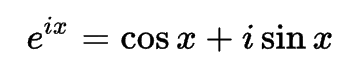 e^{ix} = cos x + i sin x